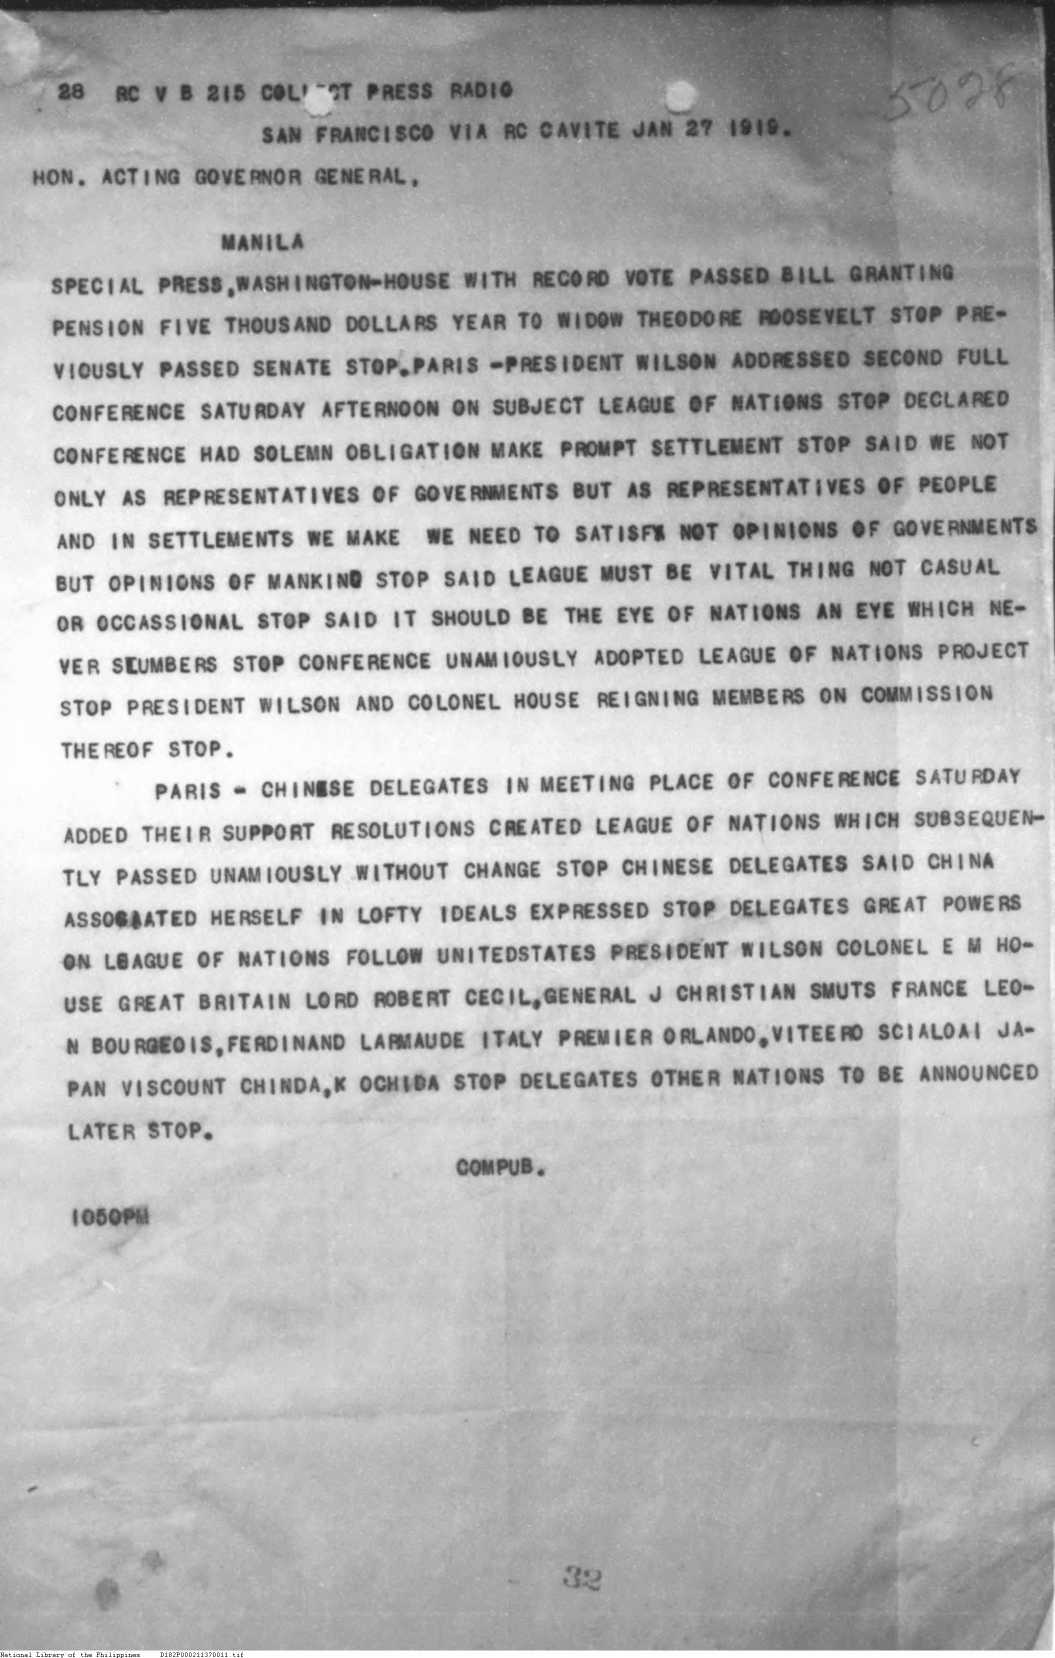 5028
28 RC V B 215 COLLECT PRESS RADIO
SAN FRANCISCO VIA RC CAVITE JAN 27 1919.
HON. ACTING GOVERNOR GENERAL,
MANILA
SPECIAL PRESS,WASHINGTON-HOUSE WITH RECORD VOTE PASSED BILL GRANTING
PENSION FIVE THOUSAND DOLLARS YEAR TO WIDOW THEODORE ROOSEVELT STOP PRE-
VIOUSLY PASSED SENATE STOP.PARIS -PRESIDENT WILSON ADDRESSED SECOND FULL
CONFERENCE SATURDAY AFTERNOON ON SUBJECT LEAGUE OF NATIONS STOP DECLARED
CONFERENCE HAD SOLEMN OBLIGATION MAKE PROMPT SETTLEMENT STOP SAID WE NOT
ONLY AS REPRESENTATIVES OF GOVERNMENTS BUT AS REPRESENTATIVES OF PEOPLE
AND IN SETTLEMENTS WE MAKE WE NEED TO SATISFY NOT OPINIONS OF GOVERNMENTS
BUT OPINIONS OF MANKIND STOP SAID LEAGUE MUST BE VITAL THING NOT CASUAL
OR OCCASSIONAL STOP SAID IT SHOULD BE THE EYE OF NATIONS AN EYE WHICH NE-
VER SLUMBERS STOP CONFERENCE UNAMIOUSLY ADOPTED LEAGUE OF NATIONS PROJECT
STOP PRESIDENT WILSON AND COLONEL HOUSE REIGNING MEMBERS ON COMMISSION
THEREOF STOP.
PARIS - CHINESE DELEGATES IN MEETING PLACE OF CONFERENCE SATURDAY
ADDED THEIR SUPPORT RESOLUTIONS CREATED LEAGUE OF NATIONS WHICH SUBSEQUEN-
TLY PASSED UNAMIOUSLY WITHOUT CHANGE STOP CHINESE DELEGATES SAID CHINA
ASSOCIATED HERSELF IN LOFTY IDEALS EXPRESSED STOP DELEGATES GREAT POWERS
ON LEAGUE OF NATIONS FOLLOW UNITEDSTATES PRESIDENT WILSON COLONEL E M HO-
USE GREAT BRITAIN LORD ROBERT CECIL,GENERAL J CHRISTIAN SMUTS FRANCE LEO-
N BOURGEOIS,FERDINAND LARMAUDE ITALY PREMIER ORLANDO,VITEERO SCIALOAI JA-
PAN VISCOUNT CHINDA,K OCHIDA STOP DELEGATES OTHER NATIONS TO BE ANNOUNCED
LATER STOP.
COMPUB.
1050PM
32
National Library of the Philippines D182P000211370011.tif